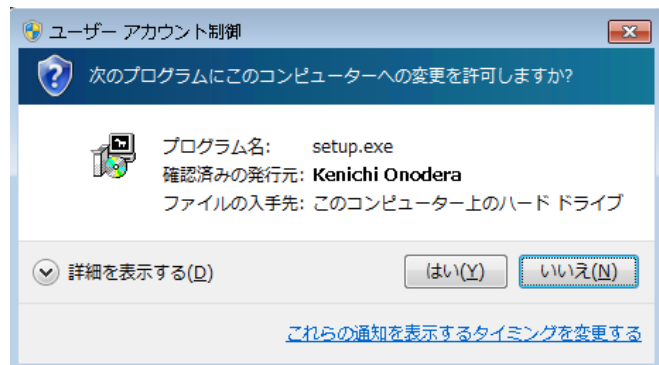 ユーザー アカウント制御
次のプログラムにこのコンピューターへの変更を許可しますか?
プログラム名: setup.exe
確認済みの発行元: Kenichi Onodera
ファイルの入手先: このコンピューター上のハード ドライブ
詳細を表示する(D) はい(Y) いいえ(N)
これらの通知を表示するタイミングを変更する